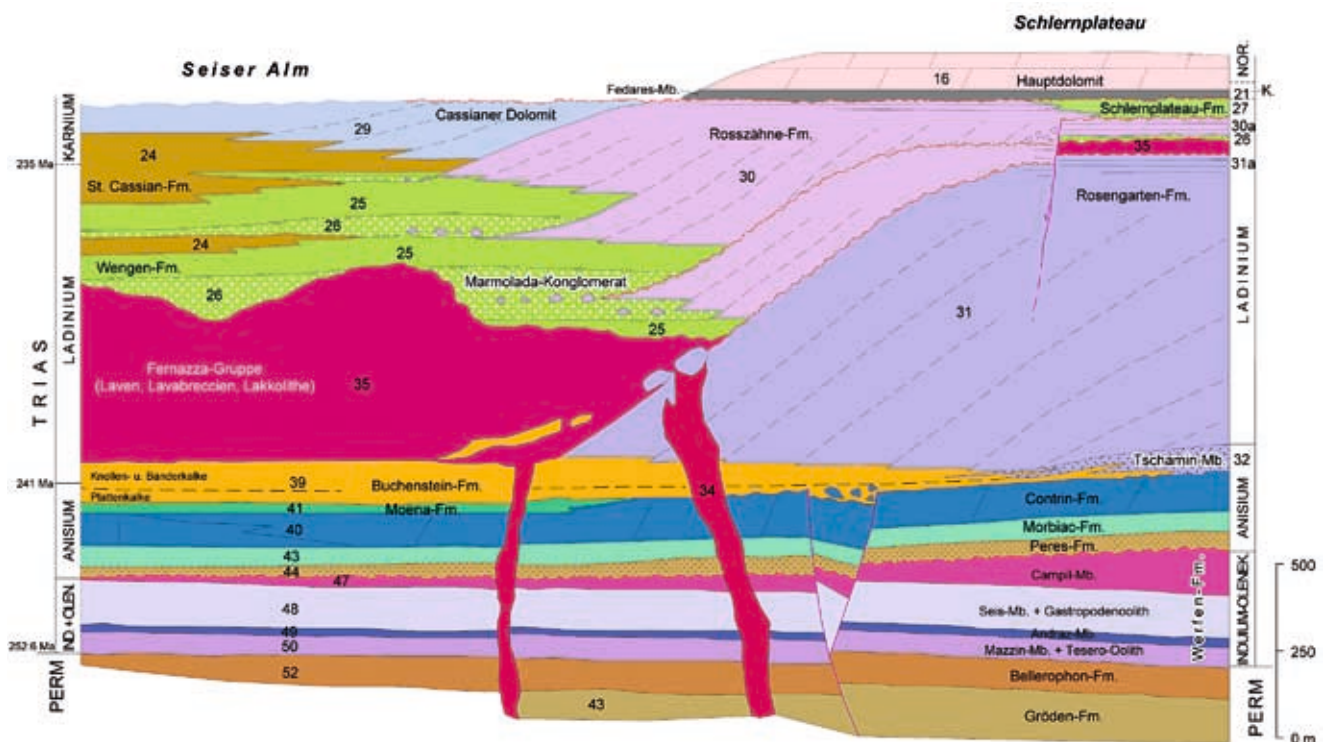 Schlernplateau
Seiser Alm
NOR.
16
Hauptdolomit
Fedares-Mb.
21
K.
27
Schlernplateau-Fm.
KARNIUM
29
Cassianer Dolomit
Rosszähne-Fm.
30a
26
35
24
235 Ma
31a
30
St. Cassian-Fm.
Rosengarten-Fm.
25
26
24
25
Wengen-Fm.
Marmolada-Konglomerat
26
31
25
LADINIUM
LADINIUM
TRIAS
Fernazza-Gruppe
35
(Laven, Lavabreccien, Lakkolithe)
Tschamin-Mb.
32
Knollen- u. Bänderkalke
39
Buchenstein-Fm.
241 Ma
Plattenkalke
34
41
Moena-Fm.
Contrin-Fm.
40
Morbiac-Fm.
ANISIUM
ANISIUM
43
Peres-Fm.
44
47
Campil-Mb.
500
48
Seis-Mb. + Gastropodenoolith
Werfen-Fm.
IND + OLEN.
INDUIUM-OLENEK.
49
Andraz-Mb.
252·6 Ma
50
Mazzin-Mb. + Tesero-Oolith
250
52
Bellerophon-Fm.
PERM
PERM
43
Gröden-Fm.
0 m